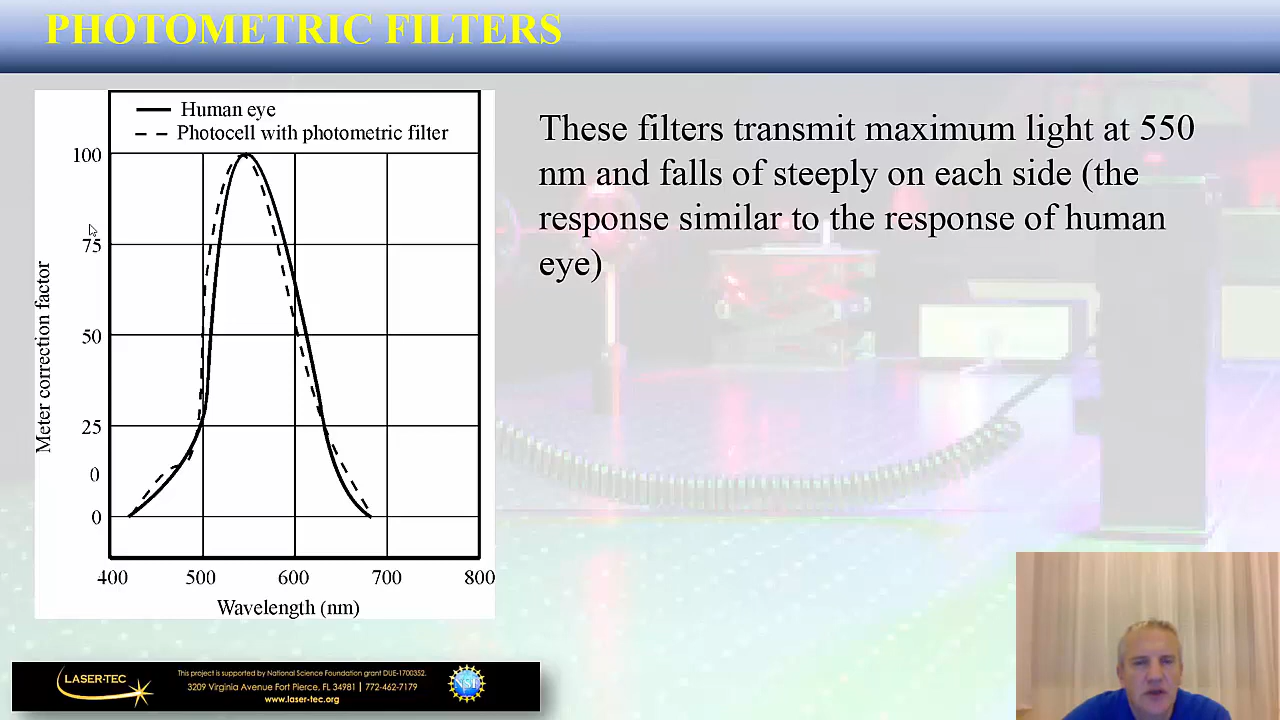 PHOTOMETRIC FILTERS
Human eye
Photocell with photometric filter
100
75
50
25
0
0
Meter correction factor
400 500 600 700 800
Wavelength (nm)
These filters transmit maximum light at 550
nm and falls of steeply on each side (the
response similar to the response of human
eye)
LASER-TEC
This project is supported by National Science Foundation grant DUE-1700352.
3209 Virginia Avenue Fort Pierce, FL 34981 | 772-462-7179
www.laser-tec.org
NSF